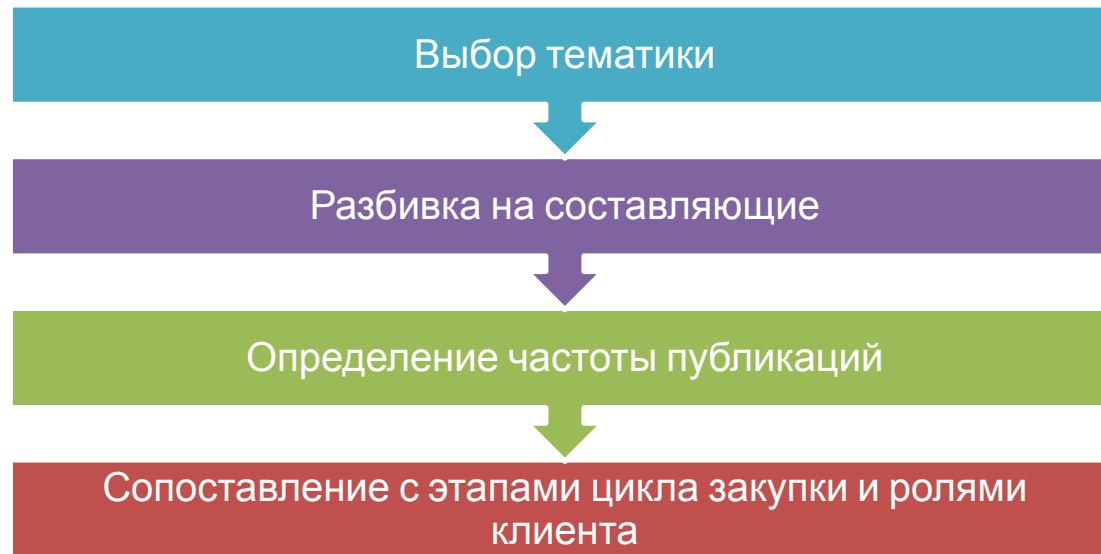 Выбор тематики
Разбивка на составляющие
Определение частоты публикаций
Сопоставление с этапами цикла закупки и ролями
клиента